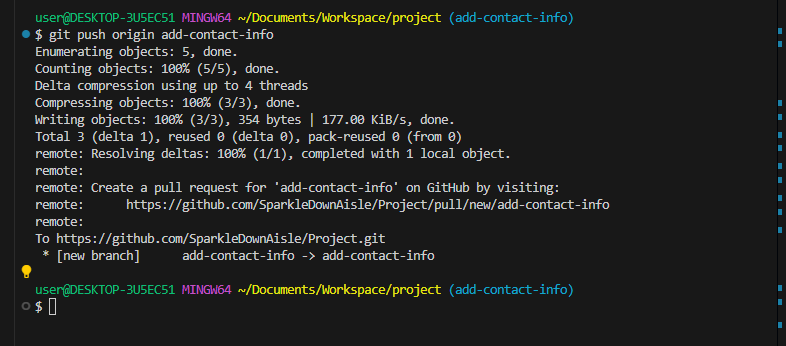 user@DESKTOP-3U5EC51 MINGW64 ~/Documents/Workspace/project (add-contact-info)
$ git push origin add-contact-info
Enumerating objects: 5, done.
Counting objects: 100% (5/5), done.
Delta compression using up to 4 threads
Compressing objects: 100% (3/3), done.
Writing objects: 100% (3/3), 354 bytes | 177.00 KiB/s, done.
Total 3 (delta 1), reused 0 (delta 0), pack-reused 0 (from 0)
remote: Resolving deltas: 100% (1/1), completed with 1 local object.
remote:
remote: Create a pull request for 'add-contact-info' on GitHub by visiting:
remote:      https://github.com/SparkleDownAisle/Project/pull/new/add-contact-info
remote:
To https://github.com/SparkleDownAisle/Project.git
 * [new branch]      add-contact-info -> add-contact-info
user@DESKTOP-3U5EC51 MINGW64 ~/Documents/Workspace/project (add-contact-info)
$